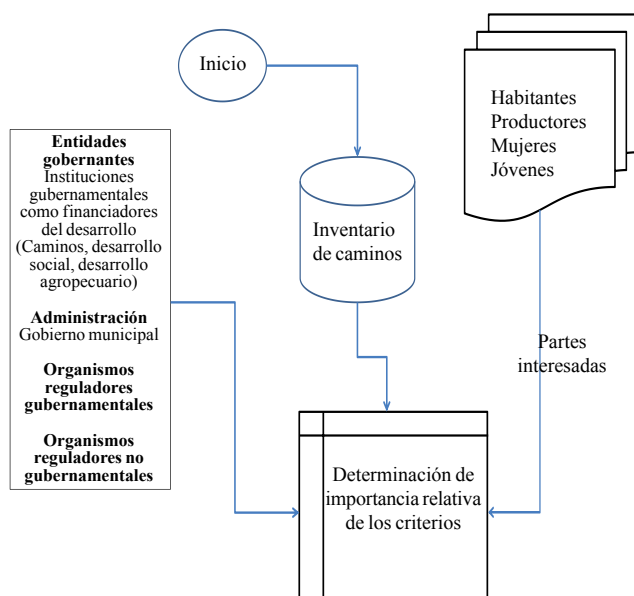 Inicio
Habitantes
Productores
Mujeres
Jóvenes
Entidades
gobernantes
Instituciones
gubernamentales
como financiadores
del desarrollo
(Caminos, desarrollo
social, desarrollo
agropecuario)
Administración
Gobierno municipal
Organismos
reguladores
gubernamentales
Organismos
reguladores no
gubernamentales
Inventario
de caminos
Partes
interesadas
Determinación de
importancia relativa
de los criterios